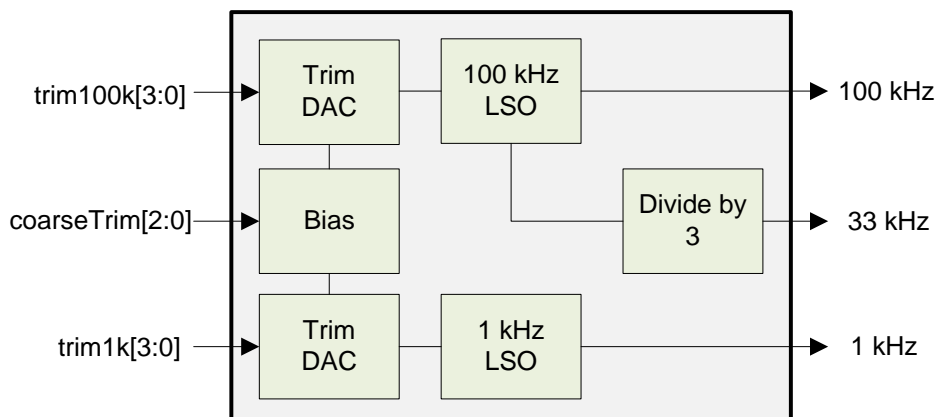 trim100k[3:0]
Trim
DAC
100 kHz
LSO
100 kHz
coarseTrim[2:0]
Bias
Divide by
3
33 kHz
trim1k[3:0]
Trim
DAC
1 kHz
LSO
1 kHz